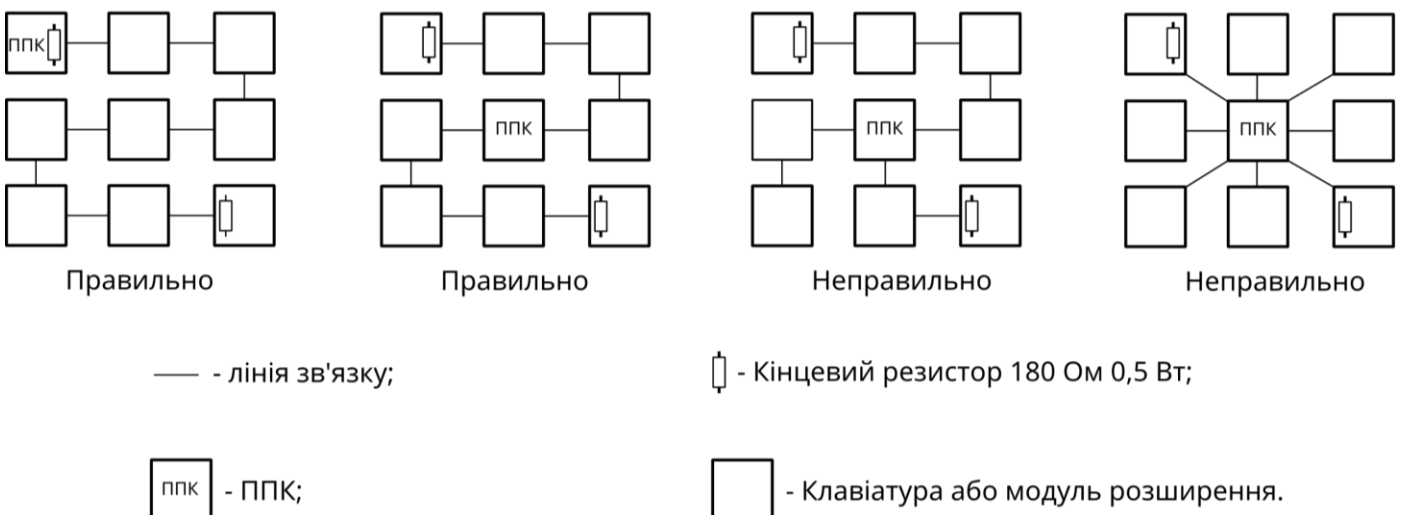 ППК
ППК
ППК
ППК
Правильно
Правильно
Неправильно
Неправильно
- лінія зв'язку;
- Кінцевий резистор 180 Ом 0,5 Вт;
ППК - ППК;
- Клавіатура або модуль розширення.